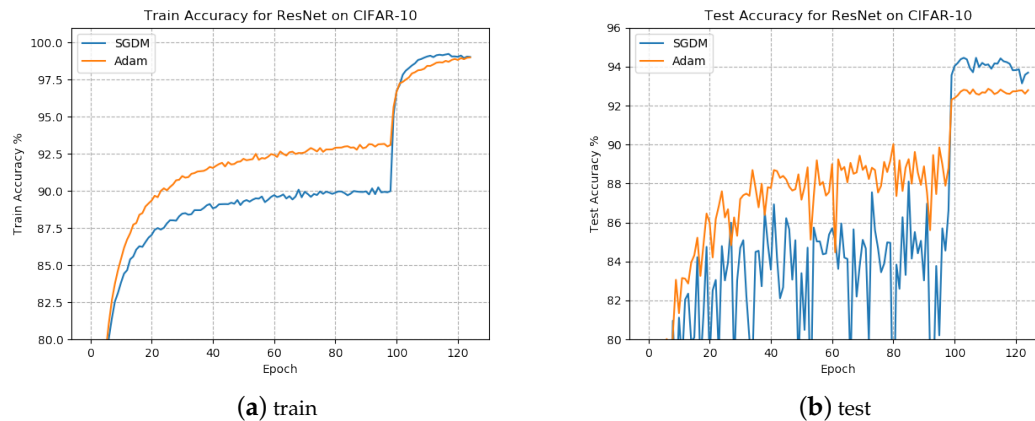 Train Accuracy for ResNet on CIFAR-10
SGDM
Adam
100.0
97.5
95.0
92.5
90.0
87.5
85.0
82.5
80.0
Train Accuracy %
0 20 40 60 80 100 120
Epoch
(a) train
Test Accuracy for ResNet on CIFAR-10
SGDM
Adam
96
94
92
90
88
86
84
82
80
Test Accuracy %
0 20 40 60 80 100 120
Epoch
(b) test